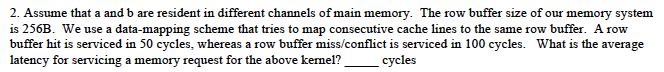 2. Assume that a and b are resident in different channels of main memory. The row buffer size of our memory system
is 256B. We use a data-mapping scheme that tries to map consecutive cache lines to the same row buffer. A row
buffer hit is serviced in 50 cycles, whereas a row buffer miss/conflict is serviced in 100 cycles. What is the average
latency for servicing a memory request for the above kernel? _____ cycles